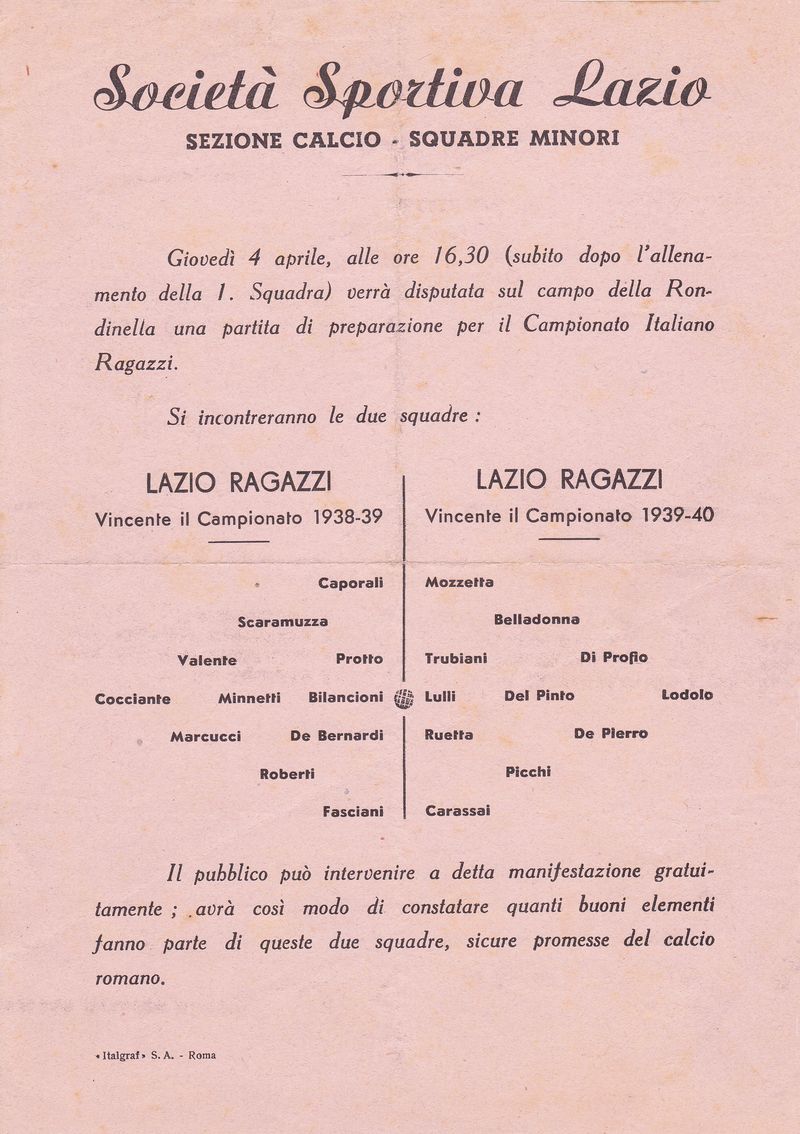 Società Sportiva Lazio
SEZIONE CALCIO - SQUADRE MINORI
Giovedì 4 aprile, alle ore 16,30 (subito dopo l'allena-
mento della 1. Squadra) verrà disputata sul campo della Ron-
dinella una partita di preparazione per il Campionato Italiano
Ragazzi.
Si incontreranno le due squadre :
LAZIO RAGAZZI
Vincente il Campionato 1938-39
Caporali
Scaramuzza
Valente Protto
Cocciante Minnetti Bilancioni
Marcucci De Bernardi
Roberti
Fasciani
LAZIO RAGAZZI
Vincente il Campionato 1939-40
Mozzetta
Belladonna
Trubiani Di Profio
Lulli Del Pinto Lodolo
Ruetta De Pierro
Picchi
Carassai
Il pubblico può intervenire a detta manifestazione gratui-
tamente ; avrà così modo di constatare quanti buoni elementi
fanno parte di queste due squadre, sicure promesse del calcio
romano.
« Italgraf » S. A. - Roma